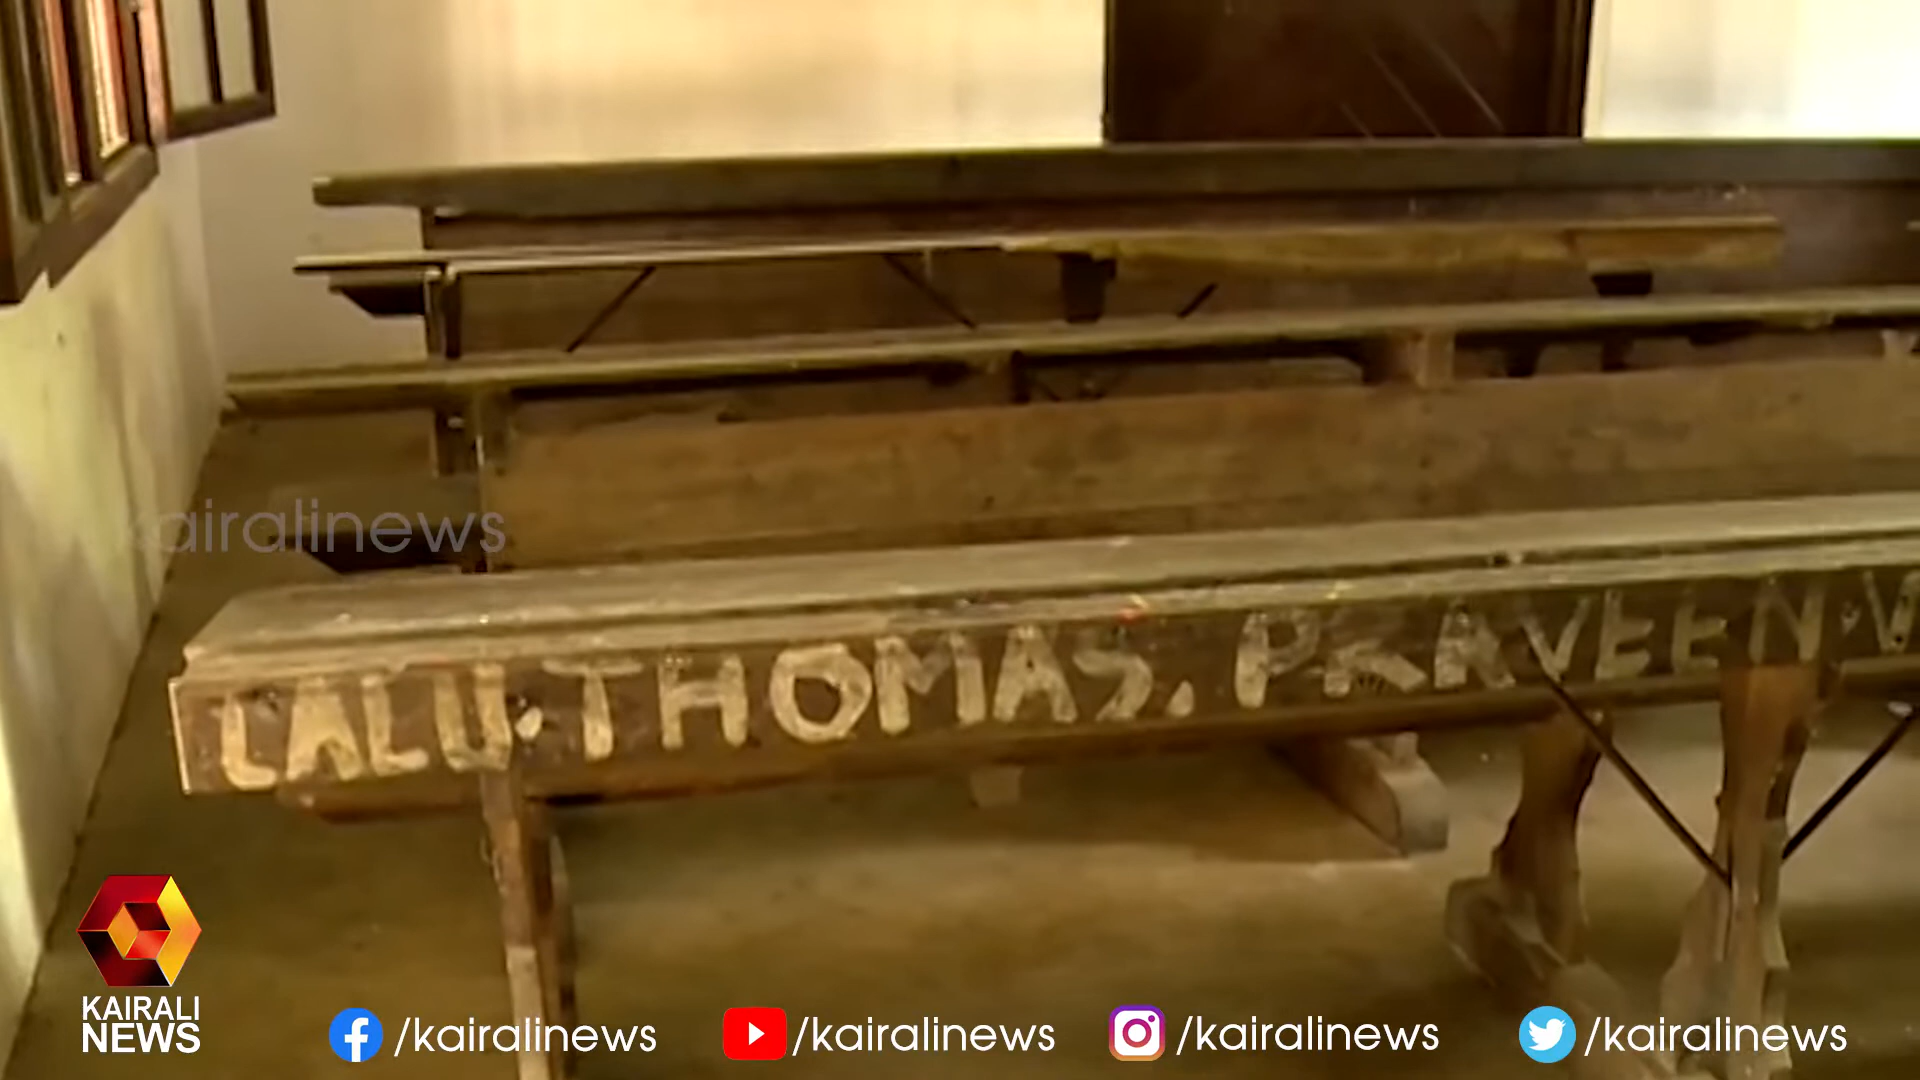 kairalinews
LALU.THOMAS. PRAVEEN.V
KAIRALI
NEWS
/kairalinews
/kairalinews
/kairalinews
/kairalinews